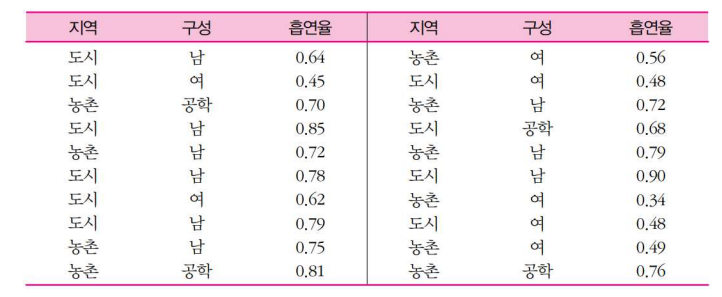 지역 구성 흡연율 지역 구성 흡연율
도시 남 0.64 농촌 여 0.56
도시 여 0.45 도시 여 0.48
농촌 공학 0.70 농촌 남 0.72
도시 남 0.85 도시 공학 0.68
농촌 남 0.72 농촌 남 0.79
도시 남 0.78 도시 남 0.90
도시 여 0.62 농촌 여 0.34
도시 남 0.79 도시 여 0.48
농촌 남 0.75 농촌 여 0.49
농촌 공학 0.81 농촌 공학 0.76